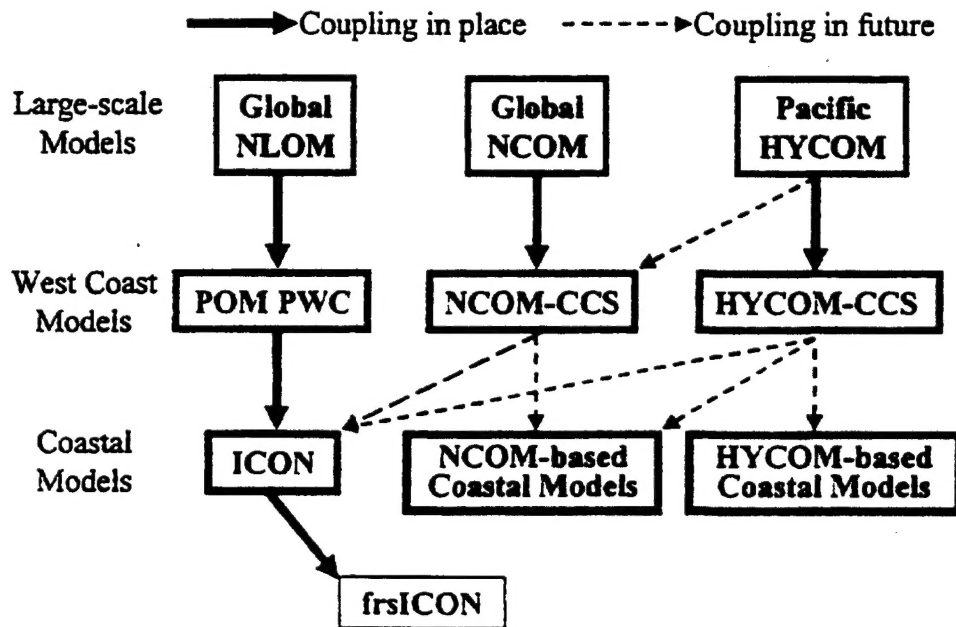 Coupling in place
Coupling in future
Large-scale
Models
Global
NLOM
Global
NCOM
Pacific
HYCOM
West Coast
Models
POM PWC
NCOM-CCS
HYCOM-CCS
Coastal
Models
ICON
NCOM-based
Coastal Models
HYCOM-based
Coastal Models
frsICON